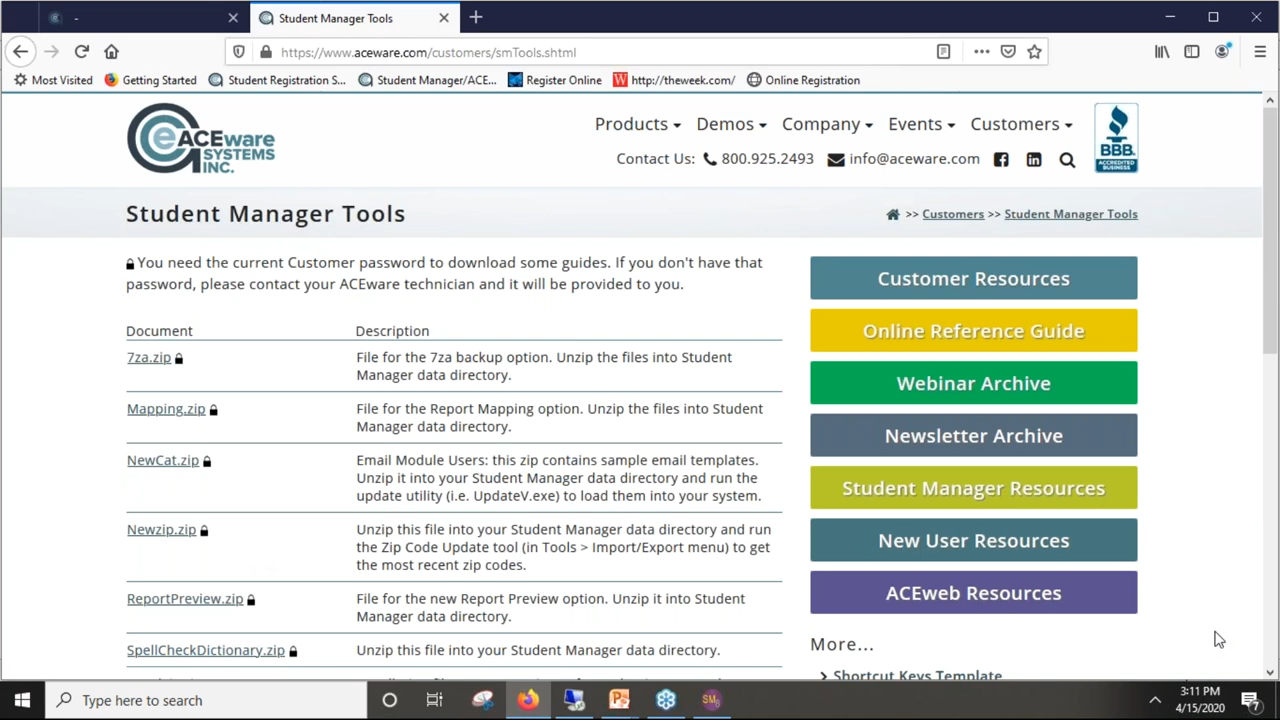 -
Student Manager Tools
https://www.aceware.com/customers/smTools.shtml
Most Visited
Getting Started
Student Registration S...
Student Manager/ACE...
Register Online
http://theweek.com/
Online Registration
ACEware
SYSTEMS
INC.
Products
Demos
Company
Events
Customers
Contact Us: 800.925.2493 info@aceware.com
BBB.
ACCREDITED
BUSINESS
Student Manager Tools
>> Customers >> Student Manager Tools
You need the current Customer password to download some guides. If you don't have that
password, please contact your ACEware technician and it will be provided to you.
Document Description
7za.zip File for the 7za backup option. Unzip the files into Student
Manager data directory.
Mapping.zip File for the Report Mapping option. Unzip the files into Student
Manager data directory.
NewCat.zip Email Module Users: this zip contains sample email templates.
Unzip it into your Student Manager data directory and run the
update utility (i.e. UpdateV.exe) to load them into your system.
Newzip.zip Unzip this file into your Student Manager data directory and run
the Zip Code Update tool (in Tools > Import/Export menu) to get
the most recent zip codes.
ReportPreview.zip File for the new Report Preview option. Unzip it into Student
Manager data directory.
SpellCheckDictionary.zip Unzip this file into your Student Manager data directory.
Customer Resources
Online Reference Guide
Webinar Archive
Newsletter Archive
Student Manager Resources
New User Resources
ACEweb Resources
More...
Shortcut Keys Template
Type here to search
3:11 PM
4/15/2020
7